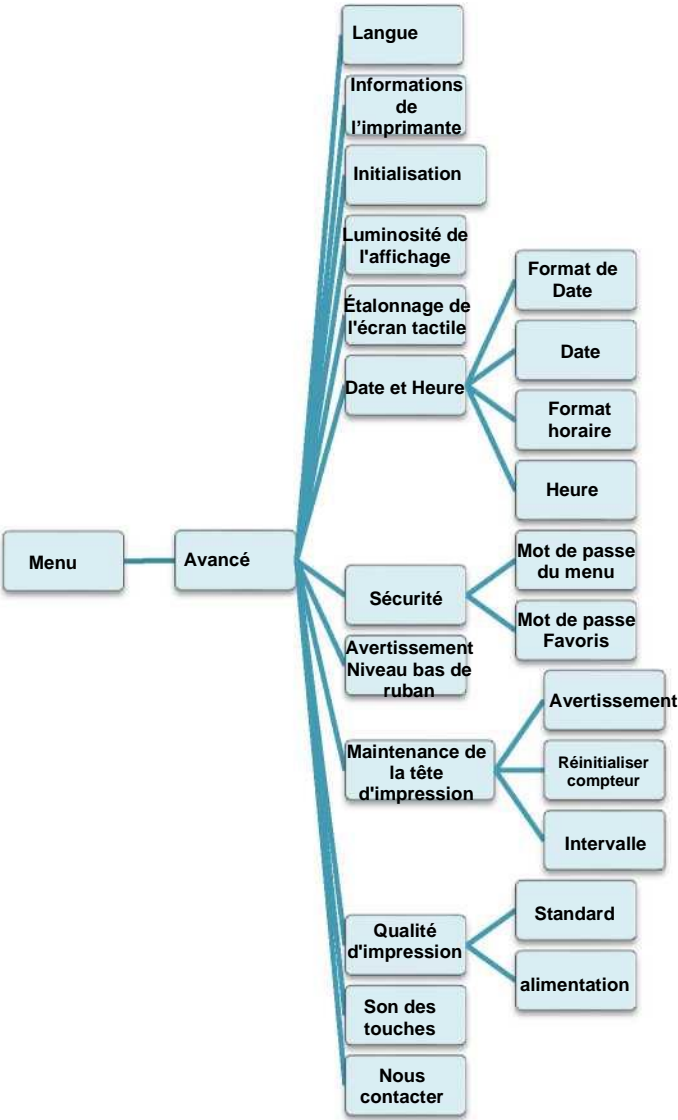 Langue
Informations
de
l’imprimante
Initialisation
Luminosité de
l'affichage
Étalonnage de
l'écran tactile
Date et Heure
Format de
Date
Date
Format
horaire
Heure
Menu
Avancé
Sécurité
Mot de passe
du menu
Mot de passe
Favoris
Avertissement
Niveau bas de
ruban
Maintenance de
la tête
d'impression
Avertissement
Réinitialiser
compteur
Intervalle
Qualité
d'impression
Standard
alimentation
Son des
touches
Nous
contacter